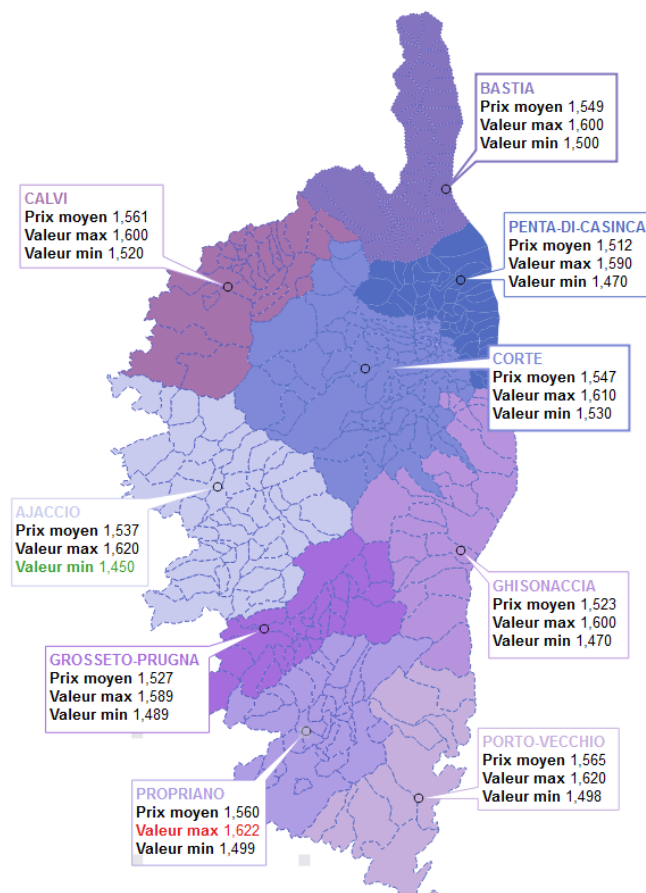 BASTIA
Prix moyen 1,549
Valeur max 1,600
Valeur min 1,500
CALVI
Prix moyen 1,561
Valeur max 1,600
Valeur min 1,520
PENTA-DI-CASINCA
Prix moyen 1,512
Valeur max 1,590
Valeur min 1,470
CORTE
Prix moyen 1,547
Valeur max 1,610
Valeur min 1,530
AJACCIO
Prix moyen 1,537
Valeur max 1,620
Valeur min 1,450
GHISONACCIA
Prix moyen 1,523
Valeur max 1,600
Valeur min 1,470
GROSSETO-PRUGNA
Prix moyen 1,527
Valeur max 1,589
Valeur min 1,489
PORTO-VECCHIO
Prix moyen 1,565
Valeur max 1,620
Valeur min 1,498
PROPRIANO
Prix moyen 1,560
Valeur max 1,622
Valeur min 1,499